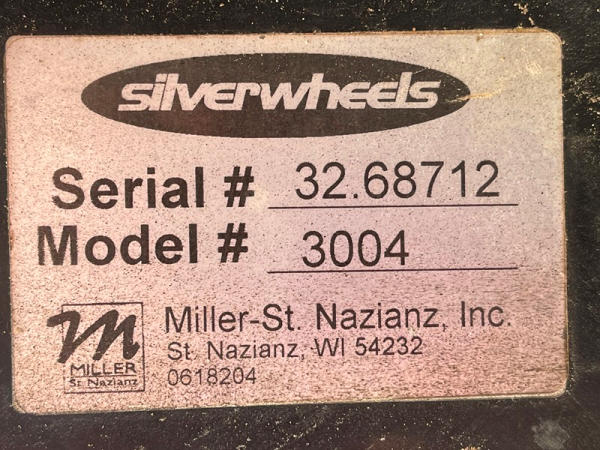 silverwheels
Serial # 32.68712
Model # 3004
m
MILLER
St. Nazianz
Miller-St. Nazianz, Inc.
St. Nazianz, WI 54232
0618204